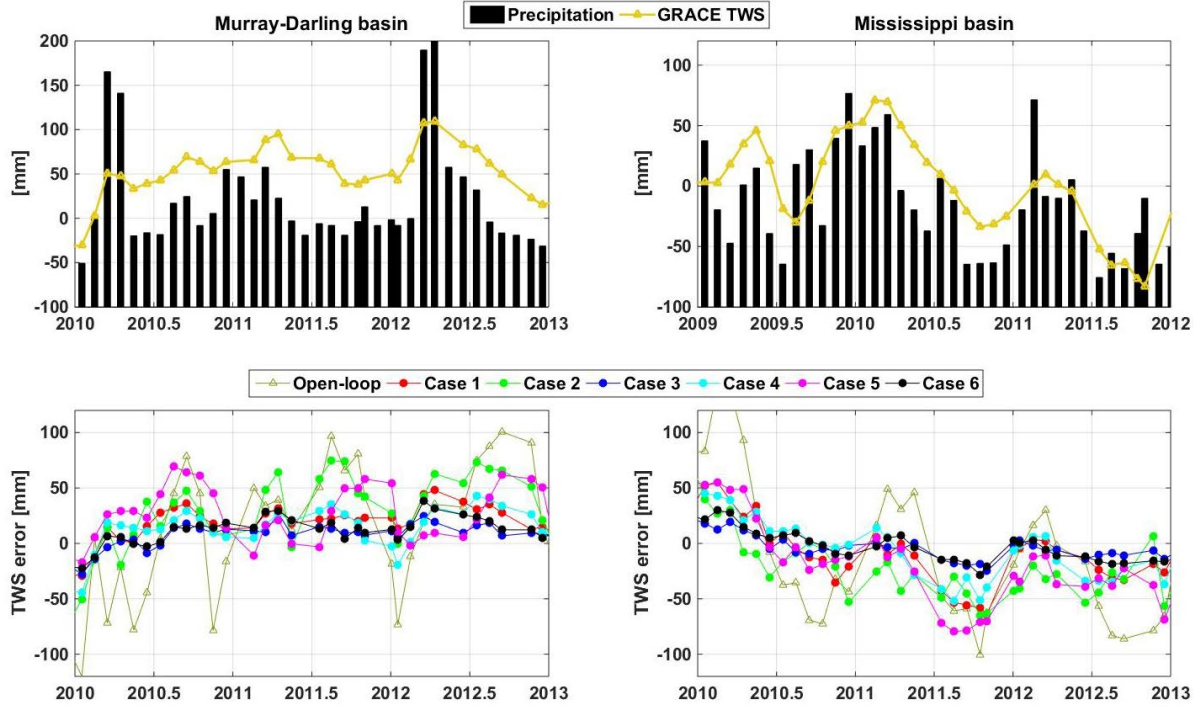 Murray-Darling basin
Precipitation GRACE TWS
Mississippi basin
[mm]
200
150
100
50
0
-50
-100
2010 2010.5 2011 2011.5 2012 2012.5 2013
[mm]
100
50
0
-50
-100
2009 2009.5 2010 2010.5 2011 2011.5 2012
Open-loop Case 1 Case 2 Case 3 Case 4 Case 5 Case 6
TWS error [mm]
100
50
0
-50
-100
2010 2010.5 2011 2011.5 2012 2012.5 2013
TWS error [mm]
100
50
0
-50
-100
2010 2010.5 2011 2011.5 2012 2012.5 2013